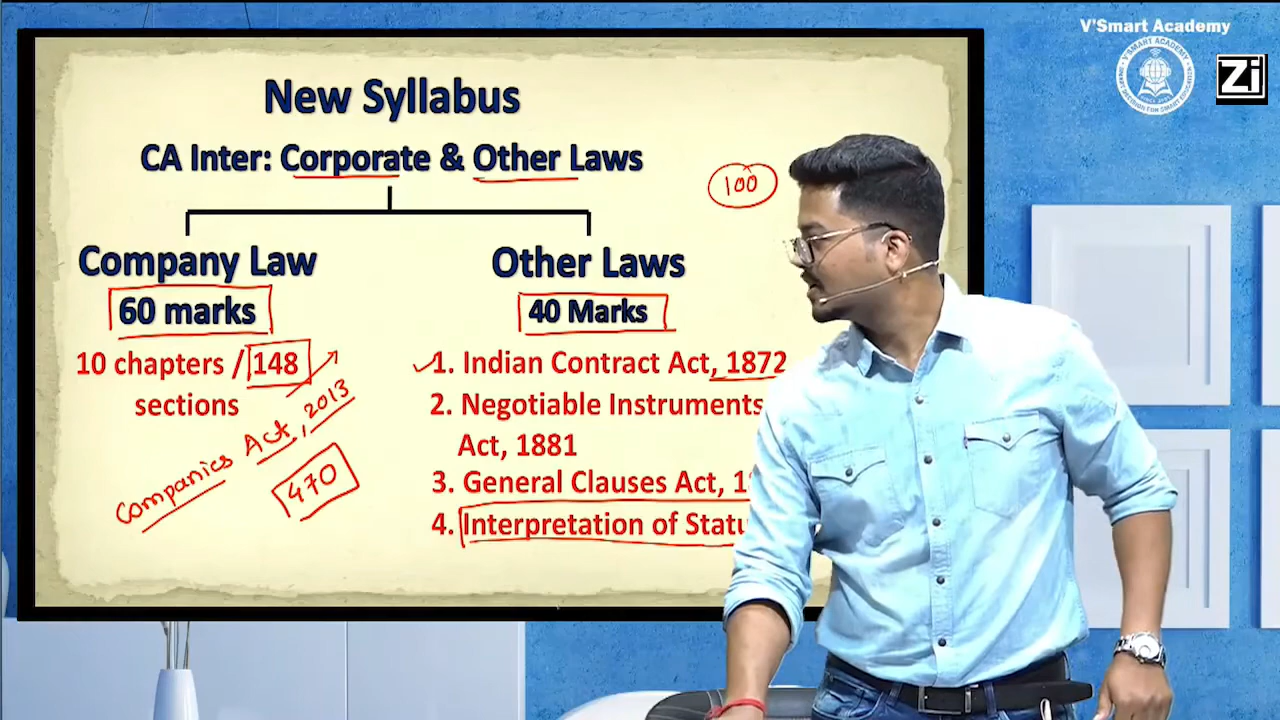 V'Smart Academy
Zi
New Syllabus
CA Inter: Corporate & Other Laws
100
Company Law
60 marks
10 chapters / 148
sections
Companies Act, 2013
470
Other Laws
40 Marks
1. Indian Contract Act, 1872
2. Negotiable Instruments
Act, 1881
3. General Clauses Act,
4. Interpretation of